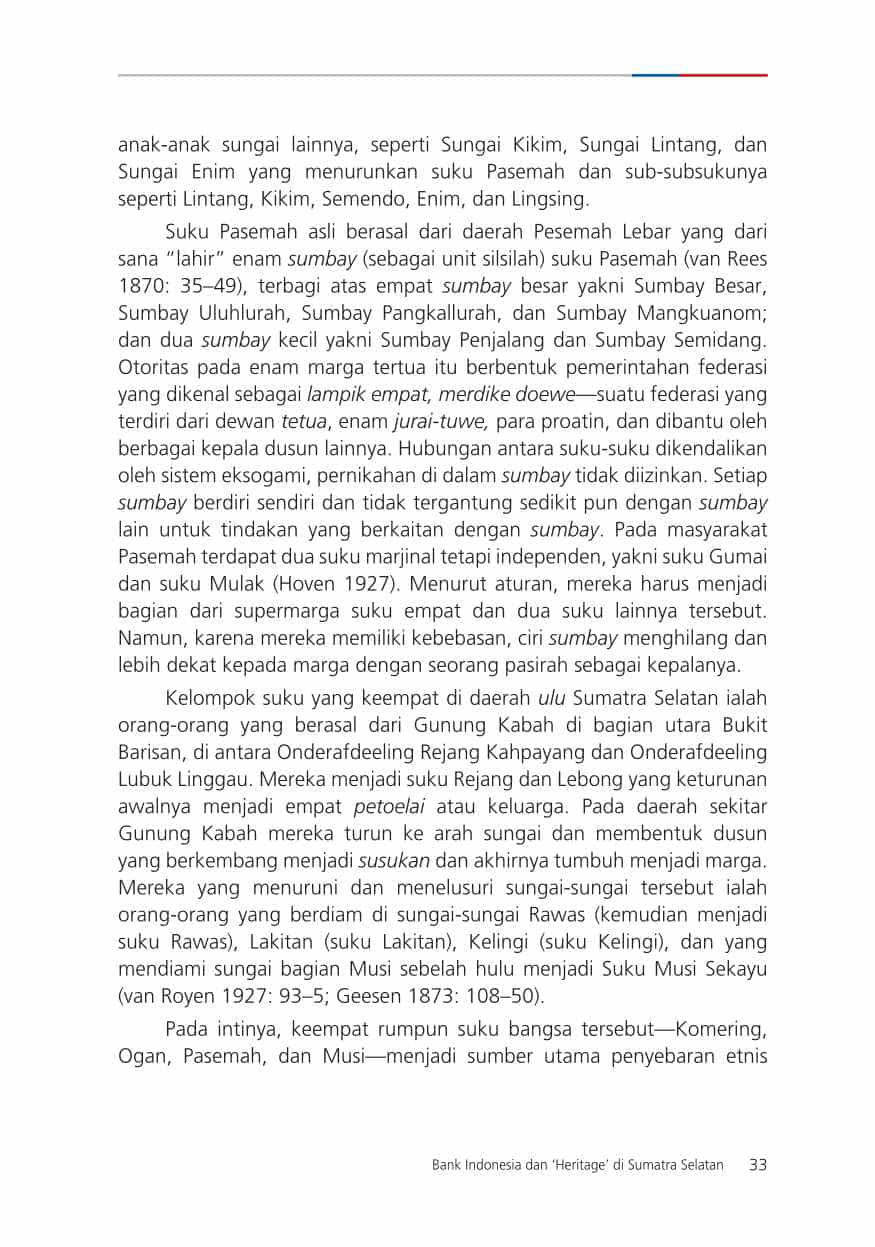 anak-anak sungai lainnya, seperti Sungai Kikim, Sungai Lintang, dan
Sungai Enim yang menurunkan suku Pasemah dan sub-subsukunya
seperti Lintang, Kikim, Semendo, Enim, dan Lingsing.
Suku Pasemah asli berasal dari daerah Pesemah Lebar yang dari
sana “lahir” enam sumbay (sebagai unit silsilah) suku Pasemah (van Rees
1870: 35–49), terbagi atas empat sumbay besar yakni Sumbay Besar,
Sumbay Uluhlurah, Sumbay Pangkallurah, dan Sumbay Mangkuanom;
dan dua sumbay kecil yakni Sumbay Penjalang dan Sumbay Semidang.
Otoritas pada enam marga tertua itu berbentuk pemerintahan federasi
yang dikenal sebagai lampik empat, merdike doewe—suatu federasi yang
terdiri dari dewan tetua, enam jurai-tuwe, para proatin, dan dibantu oleh
berbagai kepala dusun lainnya. Hubungan antara suku-suku dikendalikan
oleh sistem eksogami, pernikahan di dalam sumbay tidak diizinkan. Setiap
sumbay berdiri sendiri dan tidak tergantung sedikit pun dengan sumbay
lain untuk tindakan yang berkaitan dengan sumbay. Pada masyarakat
Pasemah terdapat dua suku marjinal tetapi independen, yakni suku Gumai
dan suku Mulak (Hoven 1927). Menurut aturan, mereka harus menjadi
bagian dari supermarga suku empat dan dua suku lainnya tersebut.
Namun, karena mereka memiliki kebebasan, ciri sumbay menghilang dan
lebih dekat kepada marga dengan seorang pasirah sebagai kepalanya.
Kelompok suku yang keempat di daerah ulu Sumatra Selatan ialah
orang-orang yang berasal dari Gunung Kabah di bagian utara Bukit
Barisan, di antara Onderafdeeling Rejang Kahpayang dan Onderafdeeling
Lubuk Linggau. Mereka menjadi suku Rejang dan Lebong yang keturunan
awalnya menjadi empat petoelai atau keluarga. Pada daerah sekitar
Gunung Kabah mereka turun ke arah sungai dan membentuk dusun
yang berkembang menjadi susukan dan akhirnya tumbuh menjadi marga.
Mereka yang menuruni dan menelusuri sungai-sungai tersebut ialah
orang-orang yang berdiam di sungai-sungai Rawas (kemudian menjadi
suku Rawas), Lakitan (suku Lakitan), Kelingi (suku Kelingi), dan yang
mendiami sungai bagian Musi sebelah hulu menjadi Suku Musi Sekayu
(van Royen 1927: 93–5; Geesen 1873: 108–50).
Pada intinya, keempat rumpun suku bangsa tersebut—Komering,
Ogan, Pasemah, dan Musi—menjadi sumber utama penyebaran etnis
Bank Indonesia dan ‘Heritage’ di Sumatra Selatan 33